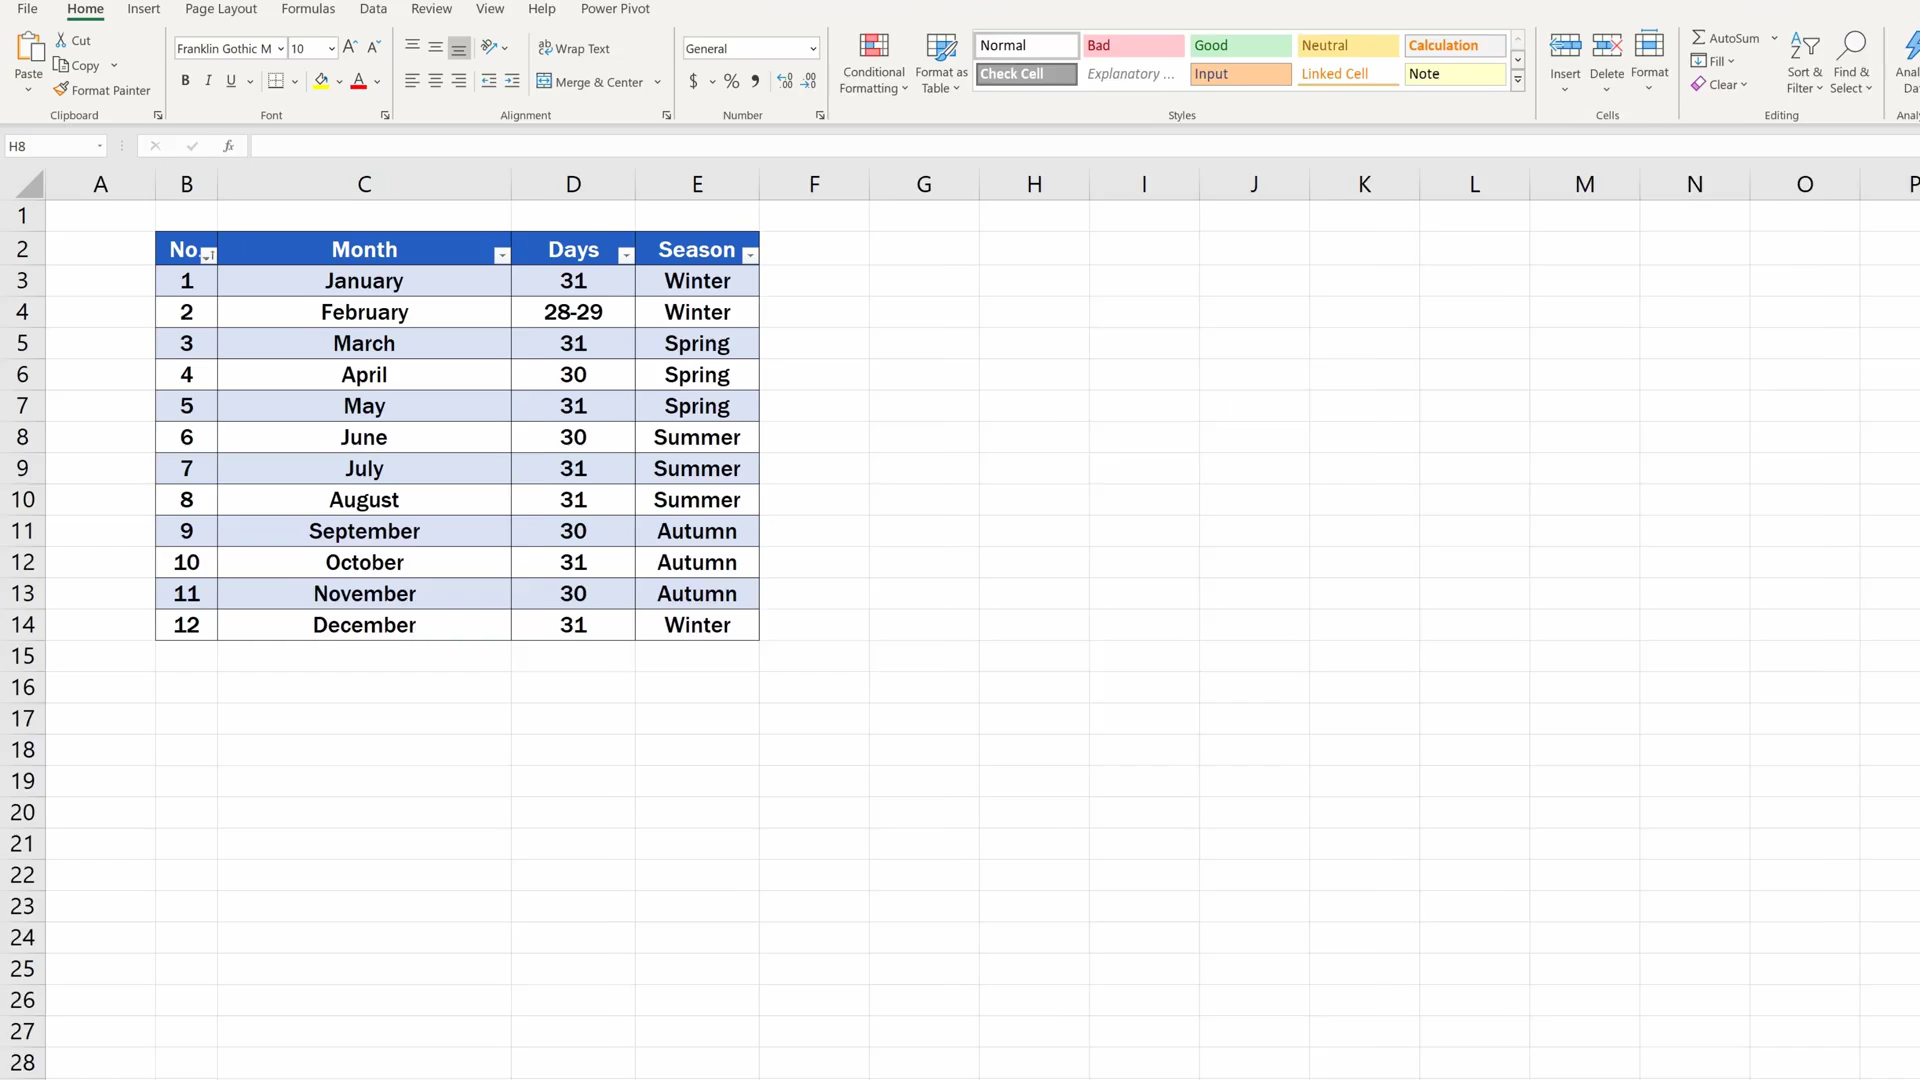 File Home Insert Page Layout Formulas Data Review View Help Power Pivot
Paste
Cut
Copy
Format Painter
Clipboard
Franklin Gothic M 10
B I U
Font
Wrap Text
Merge & Center
Alignment
General
$ % 9
Number
Conditional Formatting
Format as Table
Normal Bad Good Neutral Calculation
Check Cell Explanatory ... Input Linked Cell Note
Styles
Insert Delete Format
Cells
AutoSum
Fill
Clear
Sort & Filter
Find & Select
Editing
H8 fx
A B C D E F G H I J K L M N O P
1
2 No. Month Days Season
3 1 January 31 Winter
4 2 February 28-29 Winter
5 3 March 31 Spring
6 4 April 30 Spring
7 5 May 31 Spring
8 6 June 30 Summer
9 7 July 31 Summer
10 8 August 31 Summer
11 9 September 30 Autumn
12 10 October 31 Autumn
13 11 November 30 Autumn
14 12 December 31 Winter
15
16
17
18
19
20
21
22
23
24
25
26
27
28